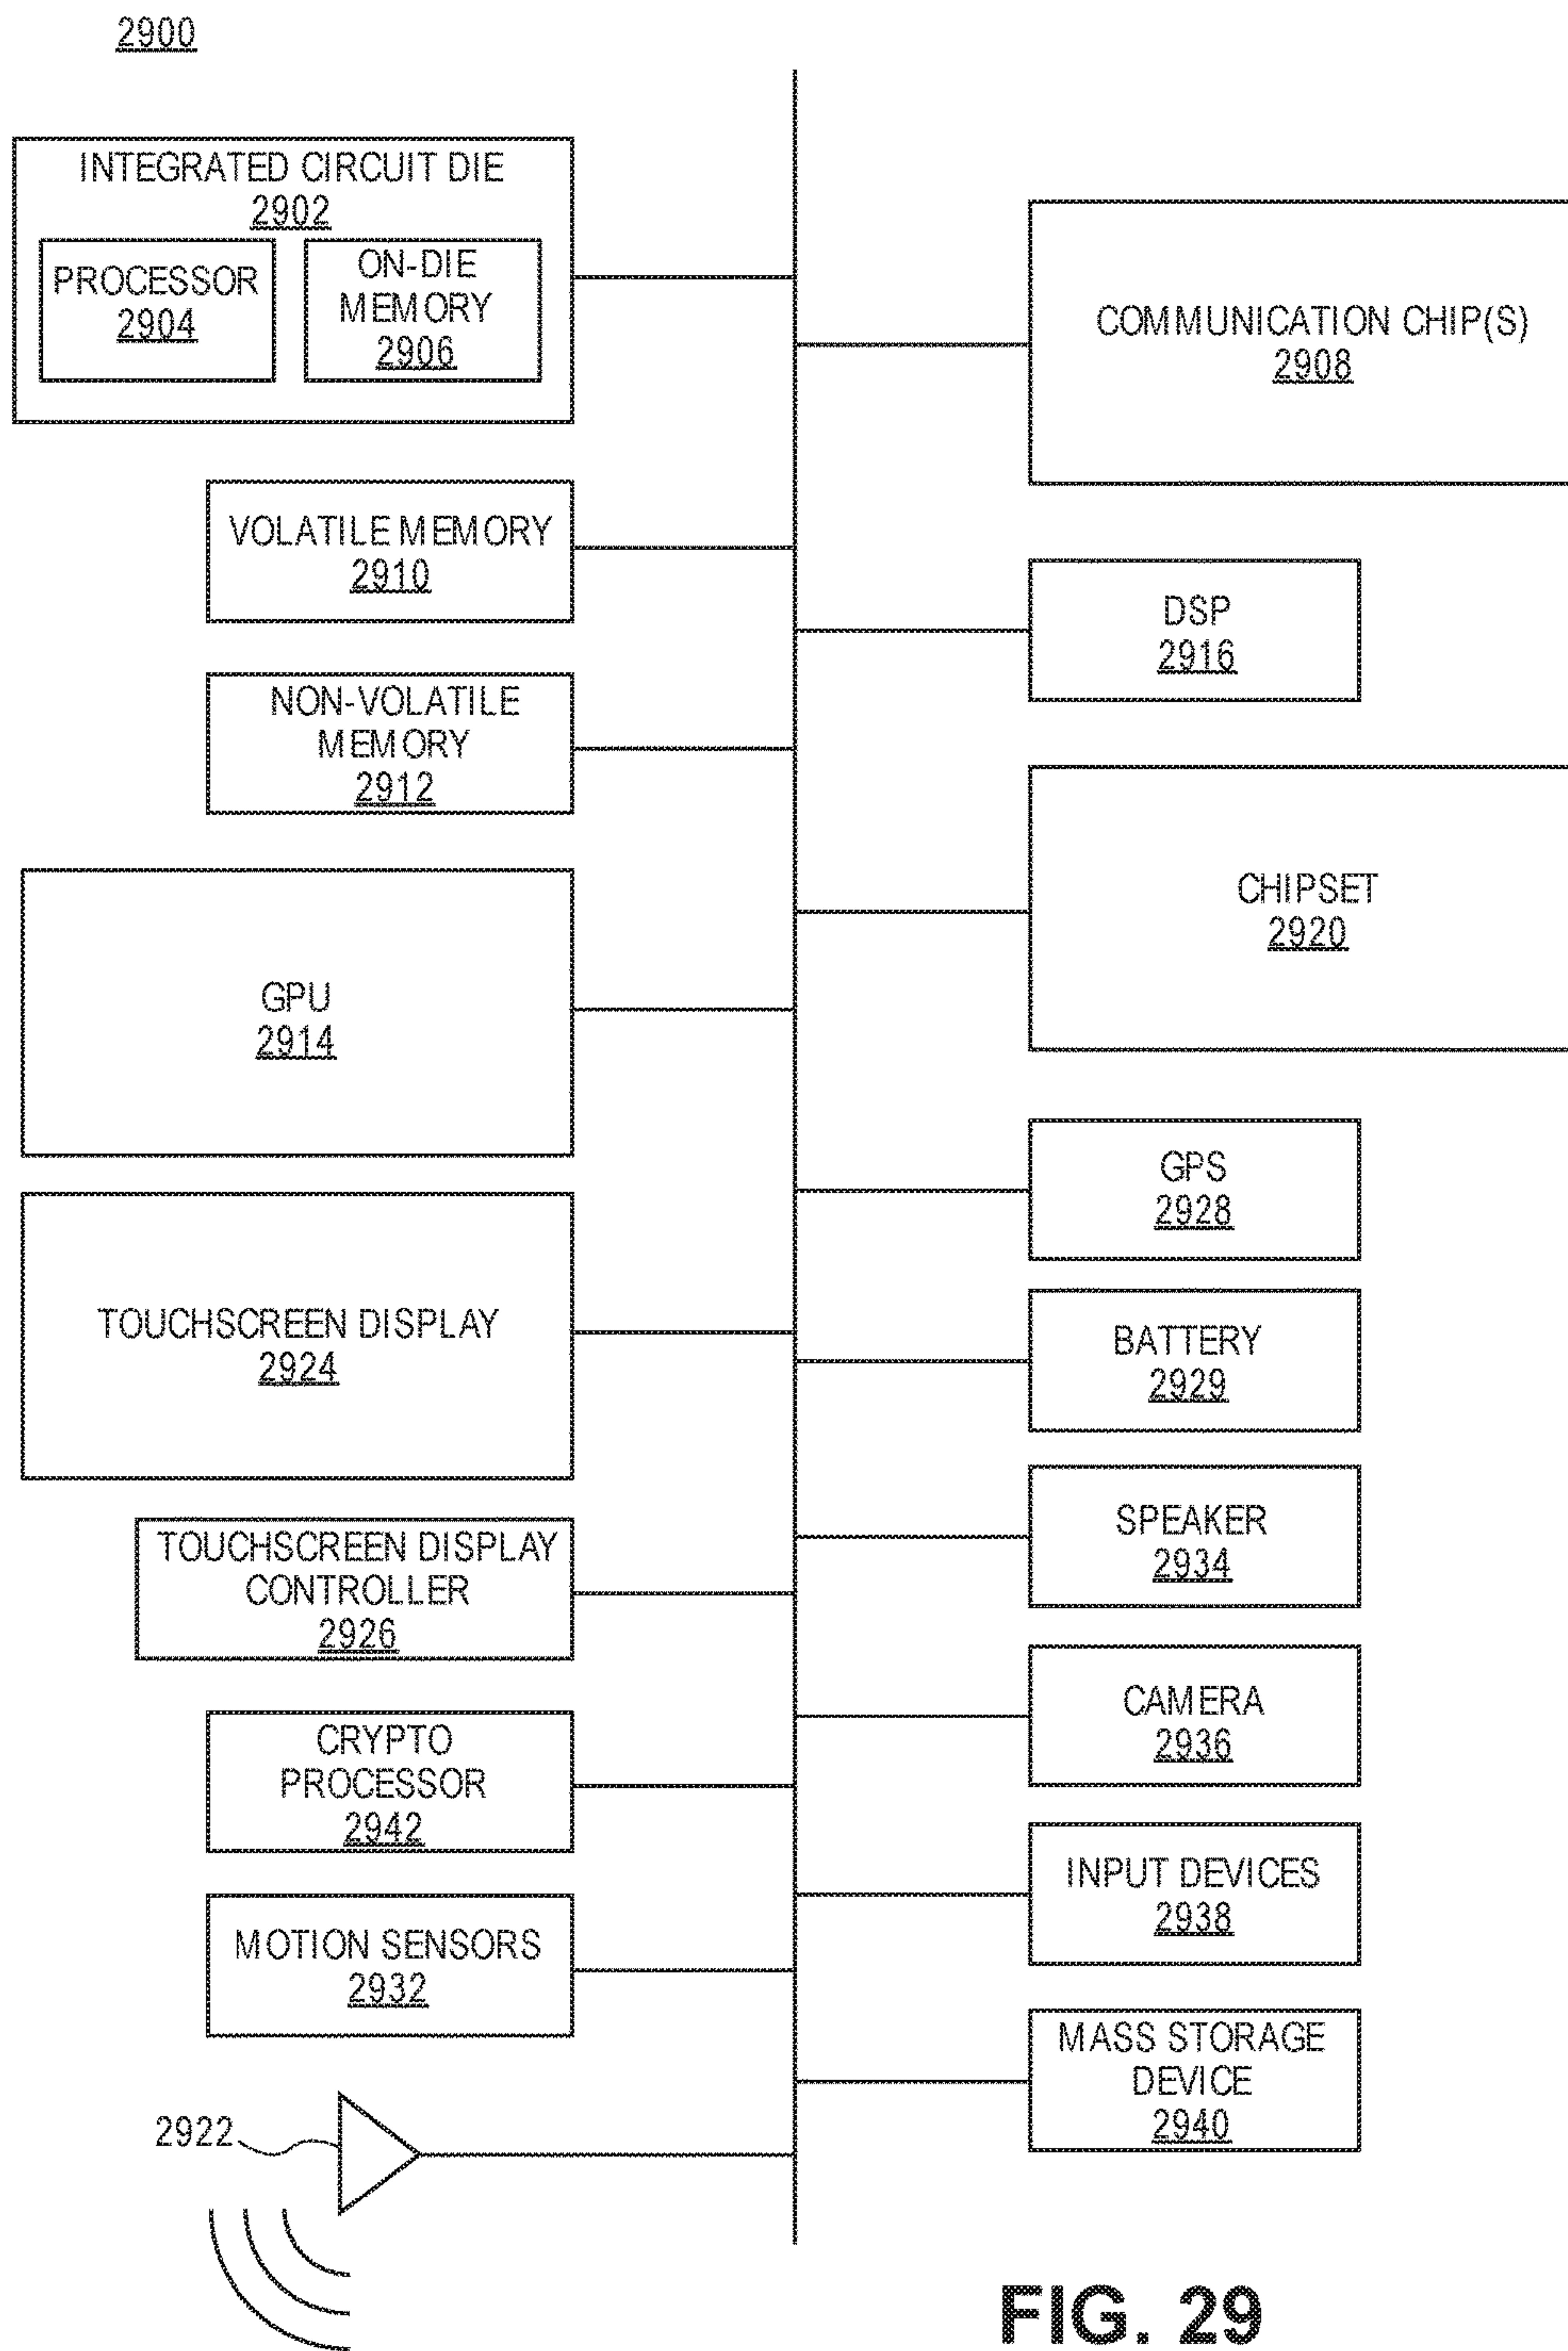 2900
INTEGRATED CIRCUIT DIE
2902
PROCESSOR
2904
ON-DIE
MEMORY
2906
COMMUNICATION CHIP(S)
2908
VOLATILE MEMORY
2910
DSP
2916
NON-VOLATILE
MEMORY
2912
CHIPSET
2920
GPU
2914
GPS
2928
TOUCHSCREEN DISPLAY
2924
BATTERY
2929
SPEAKER
2934
TOUCHSCREEN DISPLAY
CONTROLLER
2926
CAMERA
2936
CRYPTO
PROCESSOR
2942
INPUT DEVICES
2938
MOTION SENSORS
2932
MASS STORAGE
DEVICE
2940
2922
FIG. 29